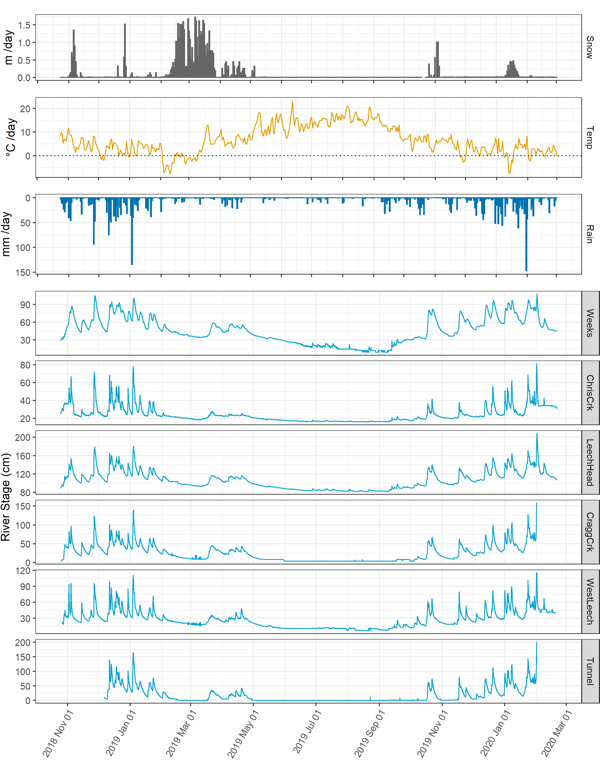 1.5
1.0
0.5
0.0
m /day
Snow
20
10
0
°C /day
Temp
0
50
100
150
mm /day
Rain
90
60
30
Weeks
80
60
40
20
ChrisCrk
200
160
120
80
LeechHead
River Stage (cm)
150
100
50
0
CraggCrk
120
90
60
30
WestLeech
200
150
100
50
0
Tunnel
2018 Nov 01
2019 Jan 01
2019 Mar 01
2019 May 01
2019 Jul 01
2019 Sep 01
2019 Nov 01
2020 Jan 01
2020 Mar 01